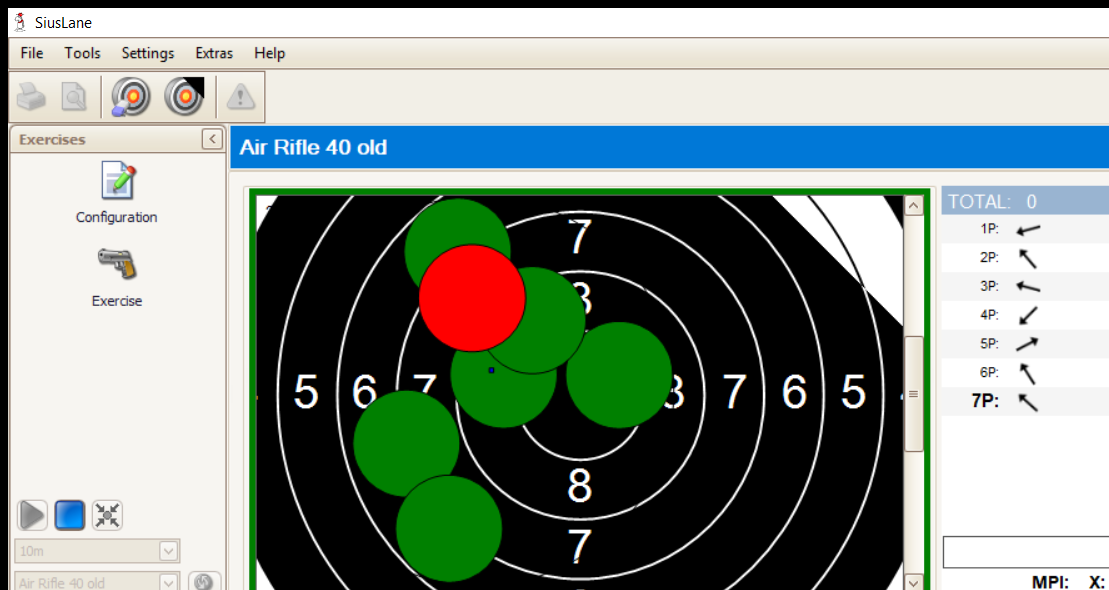 SiusLane
File Tools Settings Extras Help
Exercises
Configuration
Exercise
10m
Air Rifle 40 old
Air Rifle 40 old
7
8
5 6 7 8 7 6 5
8
7
TOTAL: 0
1P:
2P:
3P:
4P:
5P:
6P:
7P:
MPI: X: